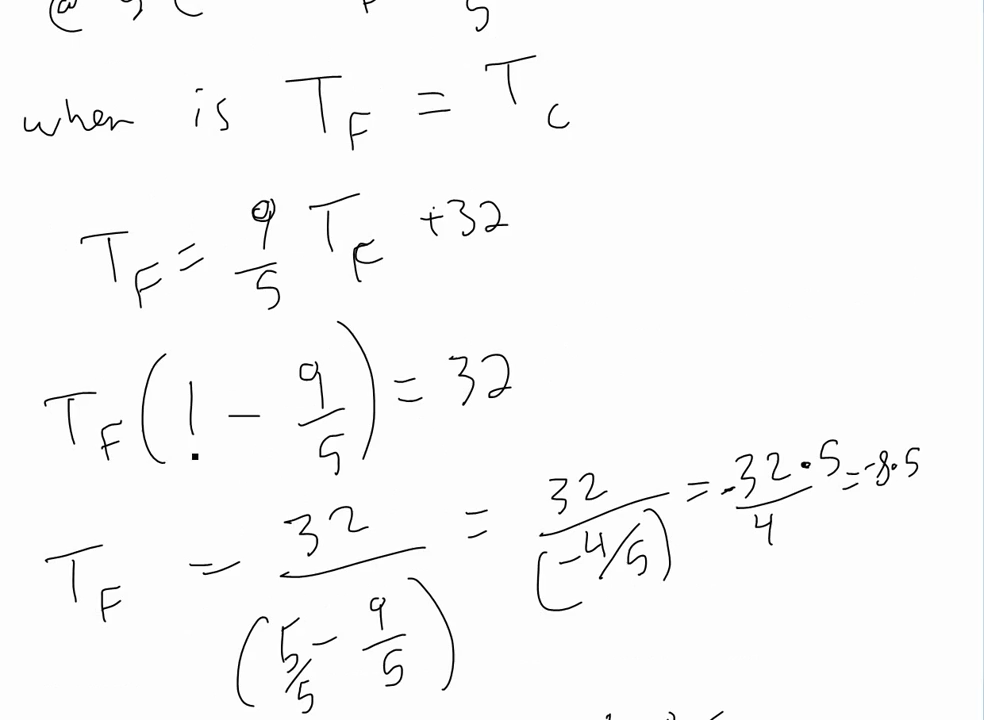 when is T_F = T_C
T_F = 9/5 T_F +32
T_F (1 - 9/5) = 32
T_F = 32/(5/5 - 9/5) = 32/(-4/5) = -32·5/4 = -8·5